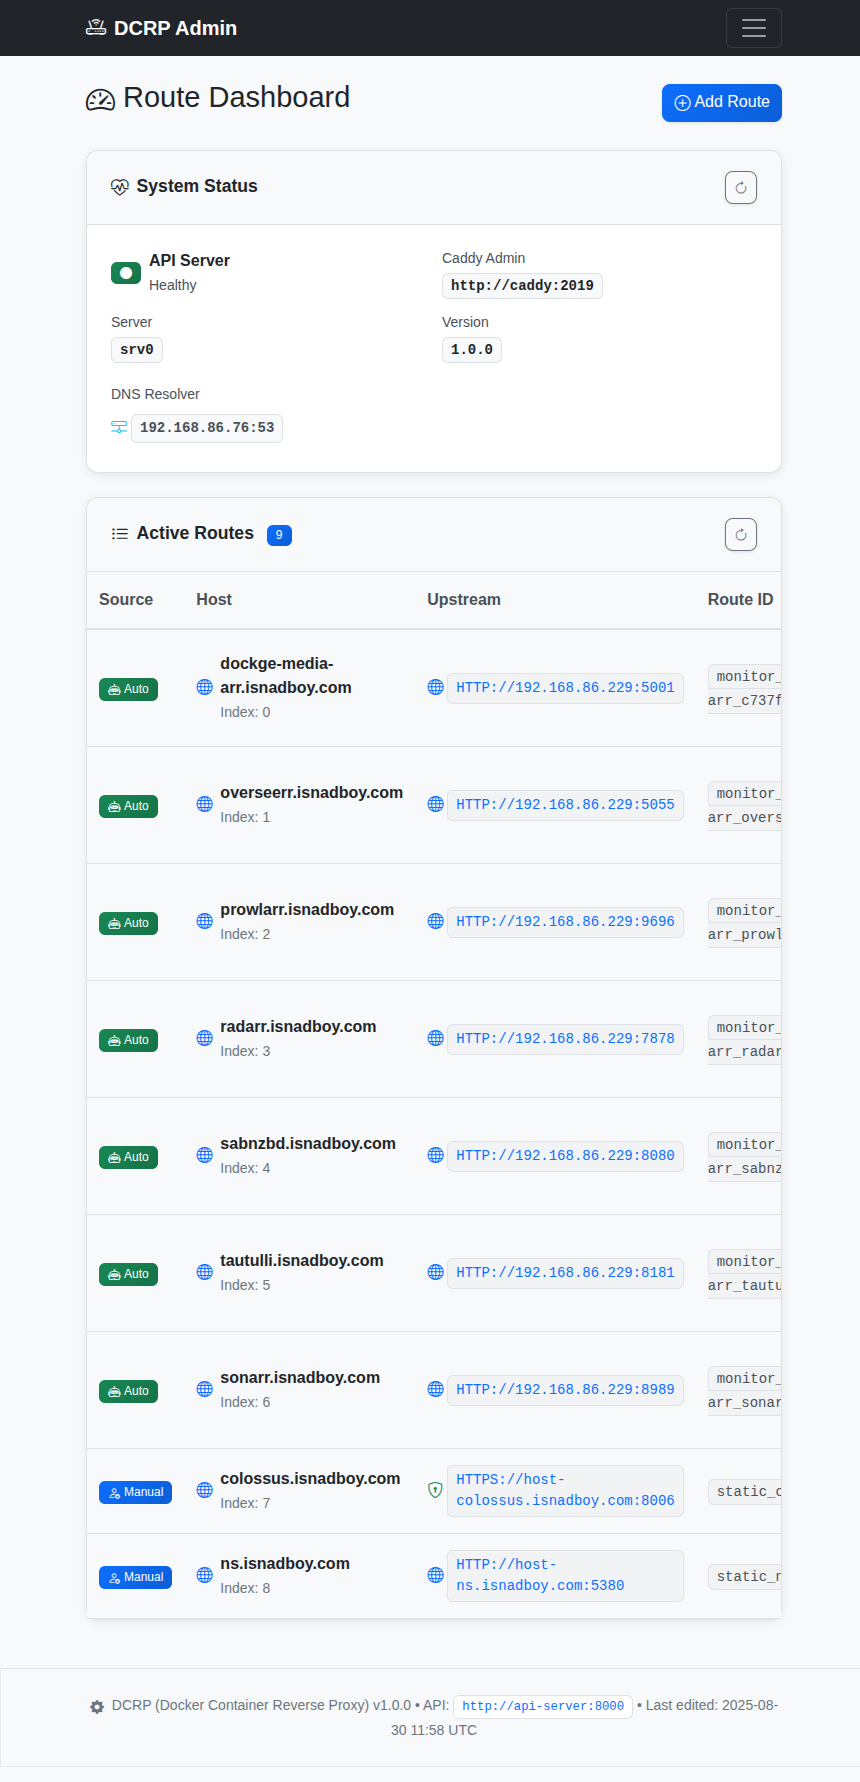 DCRP Admin
Route Dashboard
Add Route
System Status
API Server
Healthy
Caddy Admin
http://caddy:2019
Server
srv0
Version
1.0.0
DNS Resolver
192.168.86.76:53
Active Routes 9
Source Host Upstream Route ID
Auto
dockge-media-
arr.isnadboy.com
Index: 0
HTTP://192.168.86.229:5001
monitor_
arr_c737f
Auto
overseerr.isnadboy.com
Index: 1
HTTP://192.168.86.229:5055
monitor_
arr_overs
Auto
prowlarr.isnadboy.com
Index: 2
HTTP://192.168.86.229:9696
monitor_
arr_prowl
Auto
radarr.isnadboy.com
Index: 3
HTTP://192.168.86.229:7878
monitor_
arr_radar
Auto
sabnzbd.isnadboy.com
Index: 4
HTTP://192.168.86.229:8080
monitor_
arr_sabnz
Auto
tautulli.isnadboy.com
Index: 5
HTTP://192.168.86.229:8181
monitor_
arr_tautu
Auto
sonarr.isnadboy.com
Index: 6
HTTP://192.168.86.229:8989
monitor_
arr_sonar
Manual
colossus.isnadboy.com
Index: 7
HTTPS://host-
colossus.isnadboy.com:8006
static_c
Manual
ns.isnadboy.com
Index: 8
HTTP://host-
ns.isnadboy.com:5380
static_n
DCRP (Docker Container Reverse Proxy) v1.0.0 • API: http://api-server:8000 • Last edited: 2025-08-
30 11:58 UTC